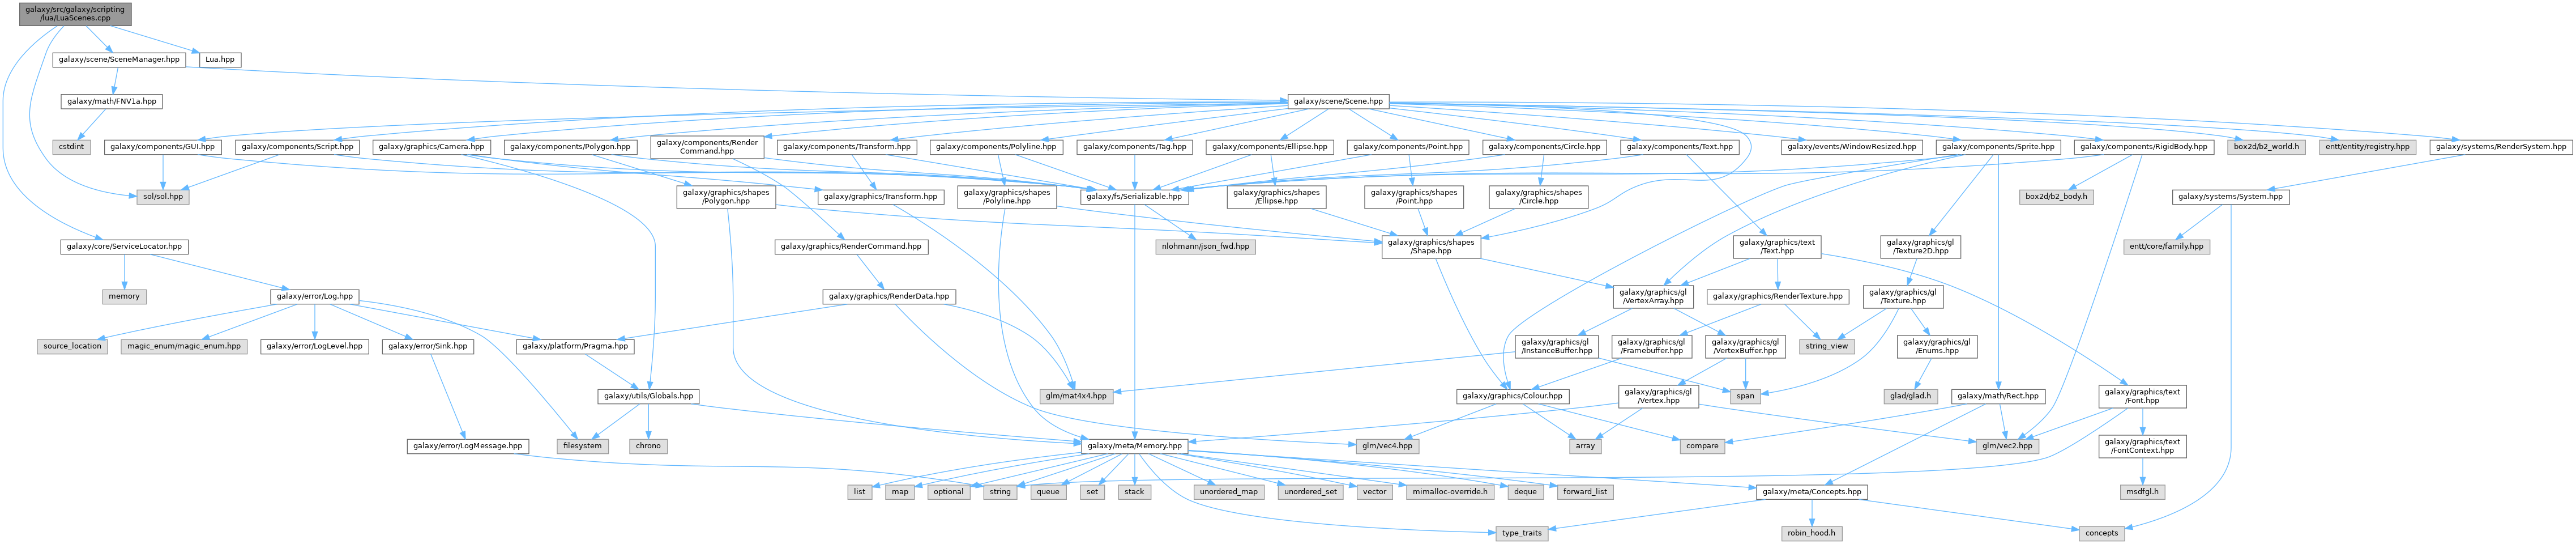 galaxy/src/galaxy/scripting
/lua/LuaScenes.cpp
galaxy/scene/SceneManager.hpp
Lua.hpp
galaxy/math/FNV1a.hpp
galaxy/scene/Scene.hpp
cstdint
galaxy/components/GUI.hpp
galaxy/components/Script.hpp
galaxy/graphics/Camera.hpp
galaxy/components/Polygon.hpp
galaxy/components/Render
Command.hpp
galaxy/components/Transform.hpp
galaxy/components/Polyline.hpp
galaxy/components/Tag.hpp
galaxy/components/Ellipse.hpp
galaxy/components/Point.hpp
galaxy/components/Circle.hpp
galaxy/components/Text.hpp
galaxy/events/WindowResized.hpp
galaxy/components/Sprite.hpp
galaxy/components/RigidBody.hpp
box2d/b2_world.h
entt/entity/registry.hpp
galaxy/systems/RenderSystem.hpp
sol/sol.hpp
galaxy/graphics/shapes
/Polygon.hpp
galaxy/graphics/Transform.hpp
galaxy/graphics/shapes
/Polyline.hpp
galaxy/fs/Serializable.hpp
galaxy/graphics/shapes
/Ellipse.hpp
galaxy/graphics/shapes
/Point.hpp
galaxy/graphics/shapes
/Circle.hpp
box2d/b2_body.h
galaxy/systems/System.hpp
galaxy/core/ServiceLocator.hpp
galaxy/graphics/RenderCommand.hpp
nlohmann/json_fwd.hpp
galaxy/graphics/shapes
/Shape.hpp
galaxy/graphics/text
/Text.hpp
galaxy/graphics/gl
/Texture2D.hpp
entt/core/family.hpp
memory
galaxy/error/Log.hpp
galaxy/graphics/RenderData.hpp
galaxy/graphics/gl
/VertexArray.hpp
galaxy/graphics/RenderTexture.hpp
galaxy/graphics/gl
/Texture.hpp
source_location
magic_enum/magic_enum.hpp
galaxy/error/LogLevel.hpp
galaxy/error/Sink.hpp
galaxy/platform/Pragma.hpp
galaxy/graphics/gl
/InstanceBuffer.hpp
galaxy/graphics/gl
/Framebuffer.hpp
galaxy/graphics/gl
/VertexBuffer.hpp
string_view
galaxy/graphics/gl
/Enums.hpp
galaxy/utils/Globals.hpp
glm/mat4x4.hpp
galaxy/graphics/Colour.hpp
galaxy/graphics/gl
/Vertex.hpp
span
glad/glad.h
galaxy/math/Rect.hpp
galaxy/graphics/text
/Font.hpp
galaxy/error/LogMessage.hpp
filesystem
chrono
galaxy/meta/Memory.hpp
glm/vec4.hpp
array
compare
glm/vec2.hpp
galaxy/graphics/text
/FontContext.hpp
list
map
optional
string
queue
set
stack
unordered_map
unordered_set
vector
mimalloc-override.h
deque
forward_list
galaxy/meta/Concepts.hpp
msdfgl.h
type_traits
robin_hood.h
concepts